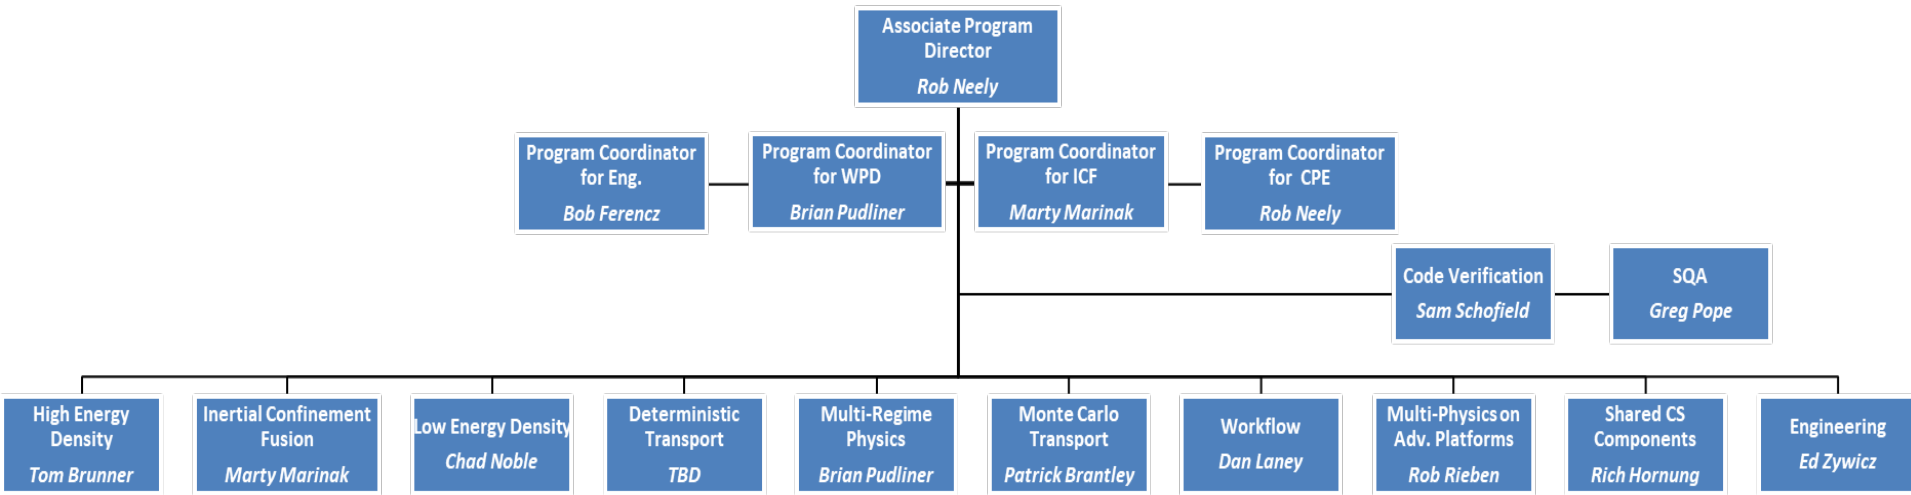 Associate Program
Director
Rob Neely
Program Coordinator
for Eng.
Bob Ferencz
Program Coordinator
for WPD
Brian Pudliner
Program Coordinator
for ICF
Marty Marinak
Program Coordinator
for CPE
Rob Neely
Code Verification
Sam Schofield
SQA
Greg Pope
High Energy
Density
Tom Brunner
Inertial Confinement
Fusion
Marty Marinak
Low Energy Density
Chad Noble
Deterministic
Transport
TBD
Multi-Regime
Physics
Brian Pudliner
Monte Carlo
Transport
Patrick Brantley
Workflow
Dan Laney
Multi-Physics on
Adv. Platforms
Rob Rieben
Shared CS
Components
Rich Hornung
Engineering
Ed Zywicz